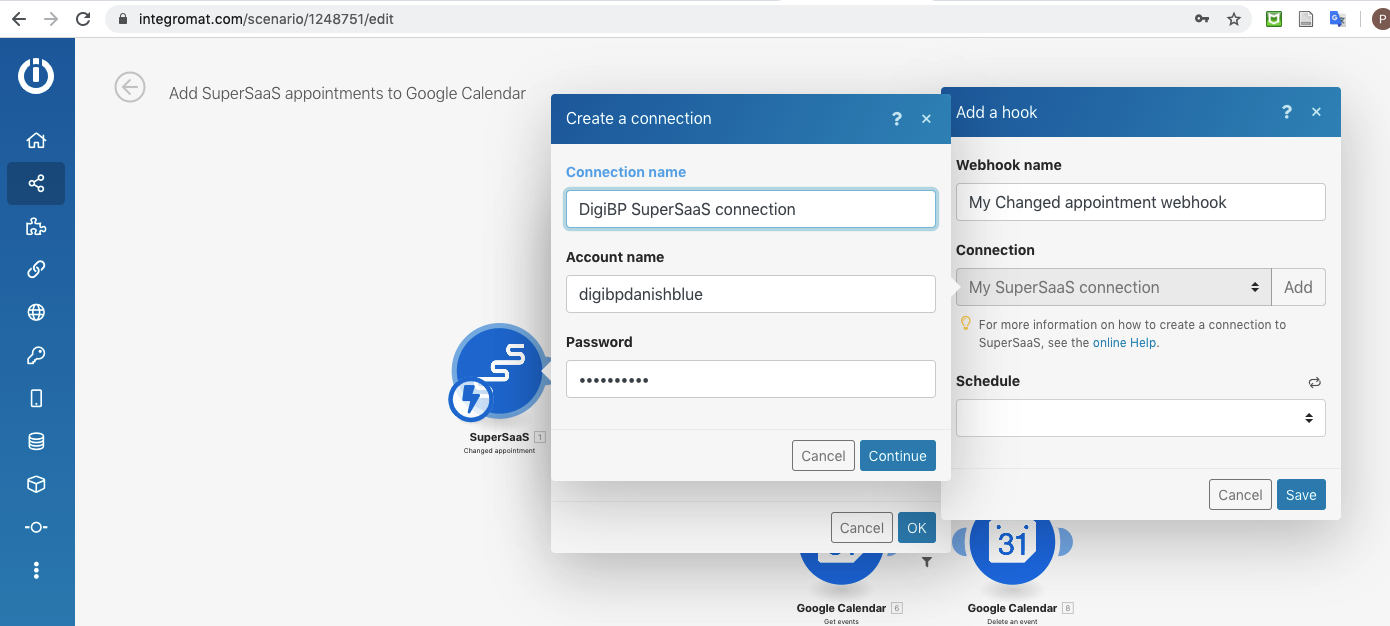 integromat.com/scenario/1248751/edit
P
Add SuperSaaS appointments to Google Calendar
Create a connection
?
×
Connection name
DigiBP SuperSaaS connection
Account name
digibpdanishblue
Password
••••••••••
Cancel
Continue
Cancel
OK
Add a hook
?
×
Webhook name
My Changed appointment webhook
Connection
My SuperSaaS connection
Add
For more information on how to create a connection to
SuperSaaS, see the online Help.
Schedule
Cancel
Save
SuperSaaS 1
Changed appointment
31
Google Calendar 6
Get events
31
Google Calendar 8
Delete an event